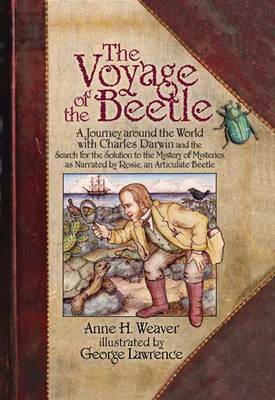 The
Voyage
of the Beetle
A Journey around the World
with Charles Darwin and the
Search for the Solution to the Mystery of Mysteries,
as Narrated by Rosie, an Articulate Beetle
Anne H. Weaver
illustrated by
George Lawrence